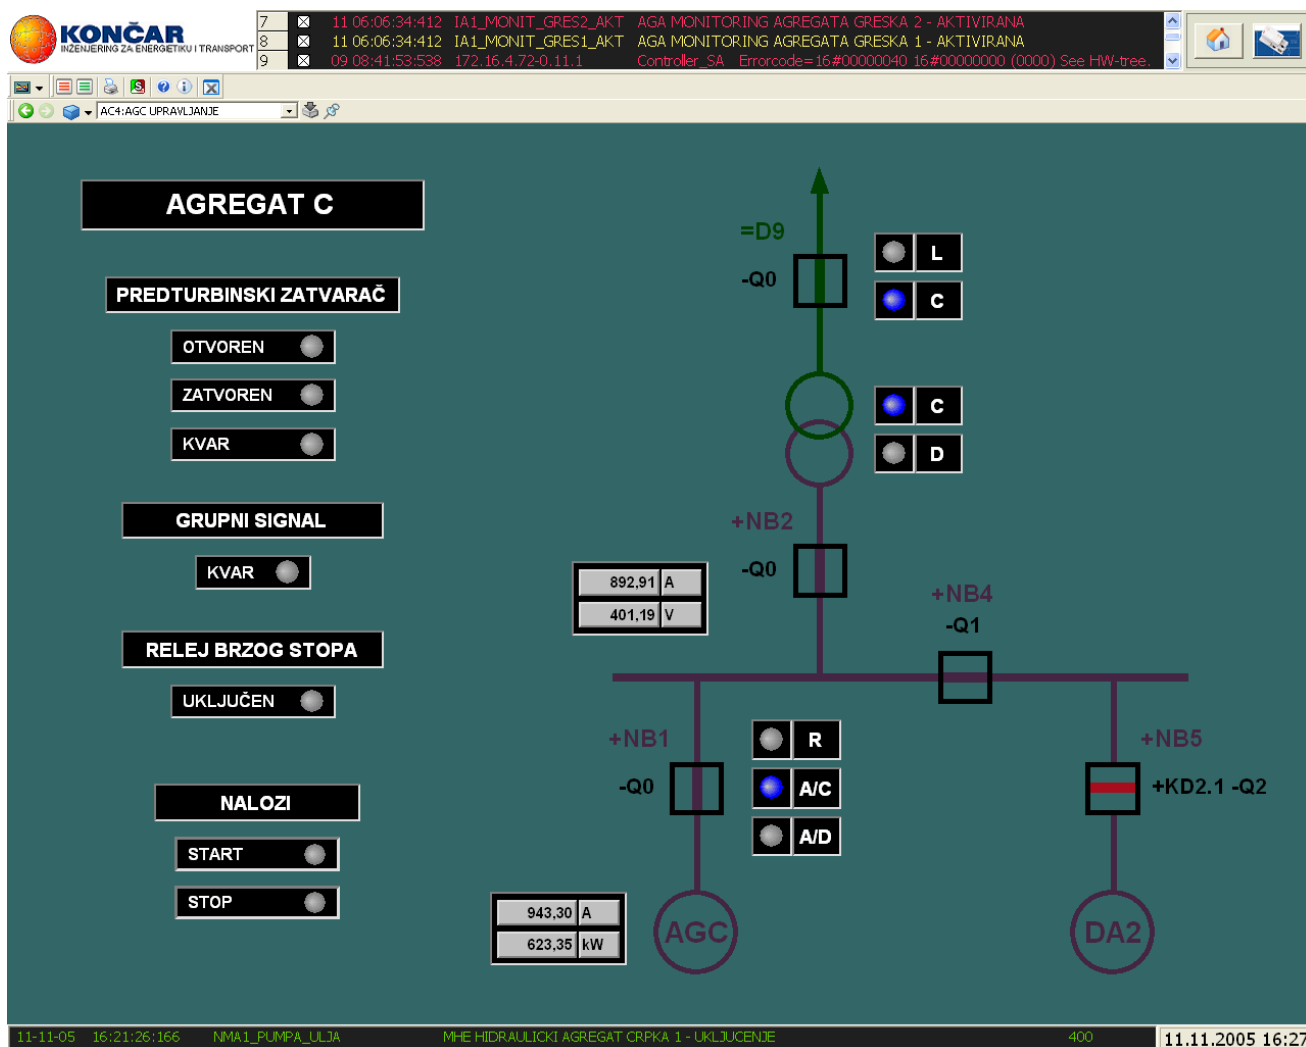 KONČAR
INŽENJERING ZA ENERGETIKU I TRANSPORT
7 11 06:06:34:412 IA1_MONIT_GRES2_AKT AGA MONITORING AGREGATA GRESKA 2 - AKTIVIRANA
8 11 06:06:34:412 IA1_MONIT_GRES1_AKT AGA MONITORING AGREGATA GRESKA 1 - AKTIVIRANA
9 09 08:41:53:538 172.16.4.72-0.11.1 Controller_SA Errorcode=16#00000040 16#00000000 (0000) See HW-tree.
AC4:AGC UPRAVLJANJE
AGREGAT C
PREDTURBINSKI ZATVARAČ
OTVOREN
ZATVOREN
KVAR
GRUPNI SIGNAL
KVAR
RELEJ BRZOG STOPA
UKLJUČEN
NALOZI
START
STOP
=D9
-Q0
L
C
C
D
+NB2
-Q0
892,91 A
401,19 V
+NB4
-Q1
+NB1
-Q0
R
A/C
A/D
+NB5
+KD2.1 -Q2
943,30 A
623,35 kW
AGC
DA2
11-11-05 16:21:26:166 NMA1_PUMPA_ULJA MHE HIDRAULICKI AGREGAT CRPKA 1 - UKLJUCENJE 400
11.11.2005 16:27